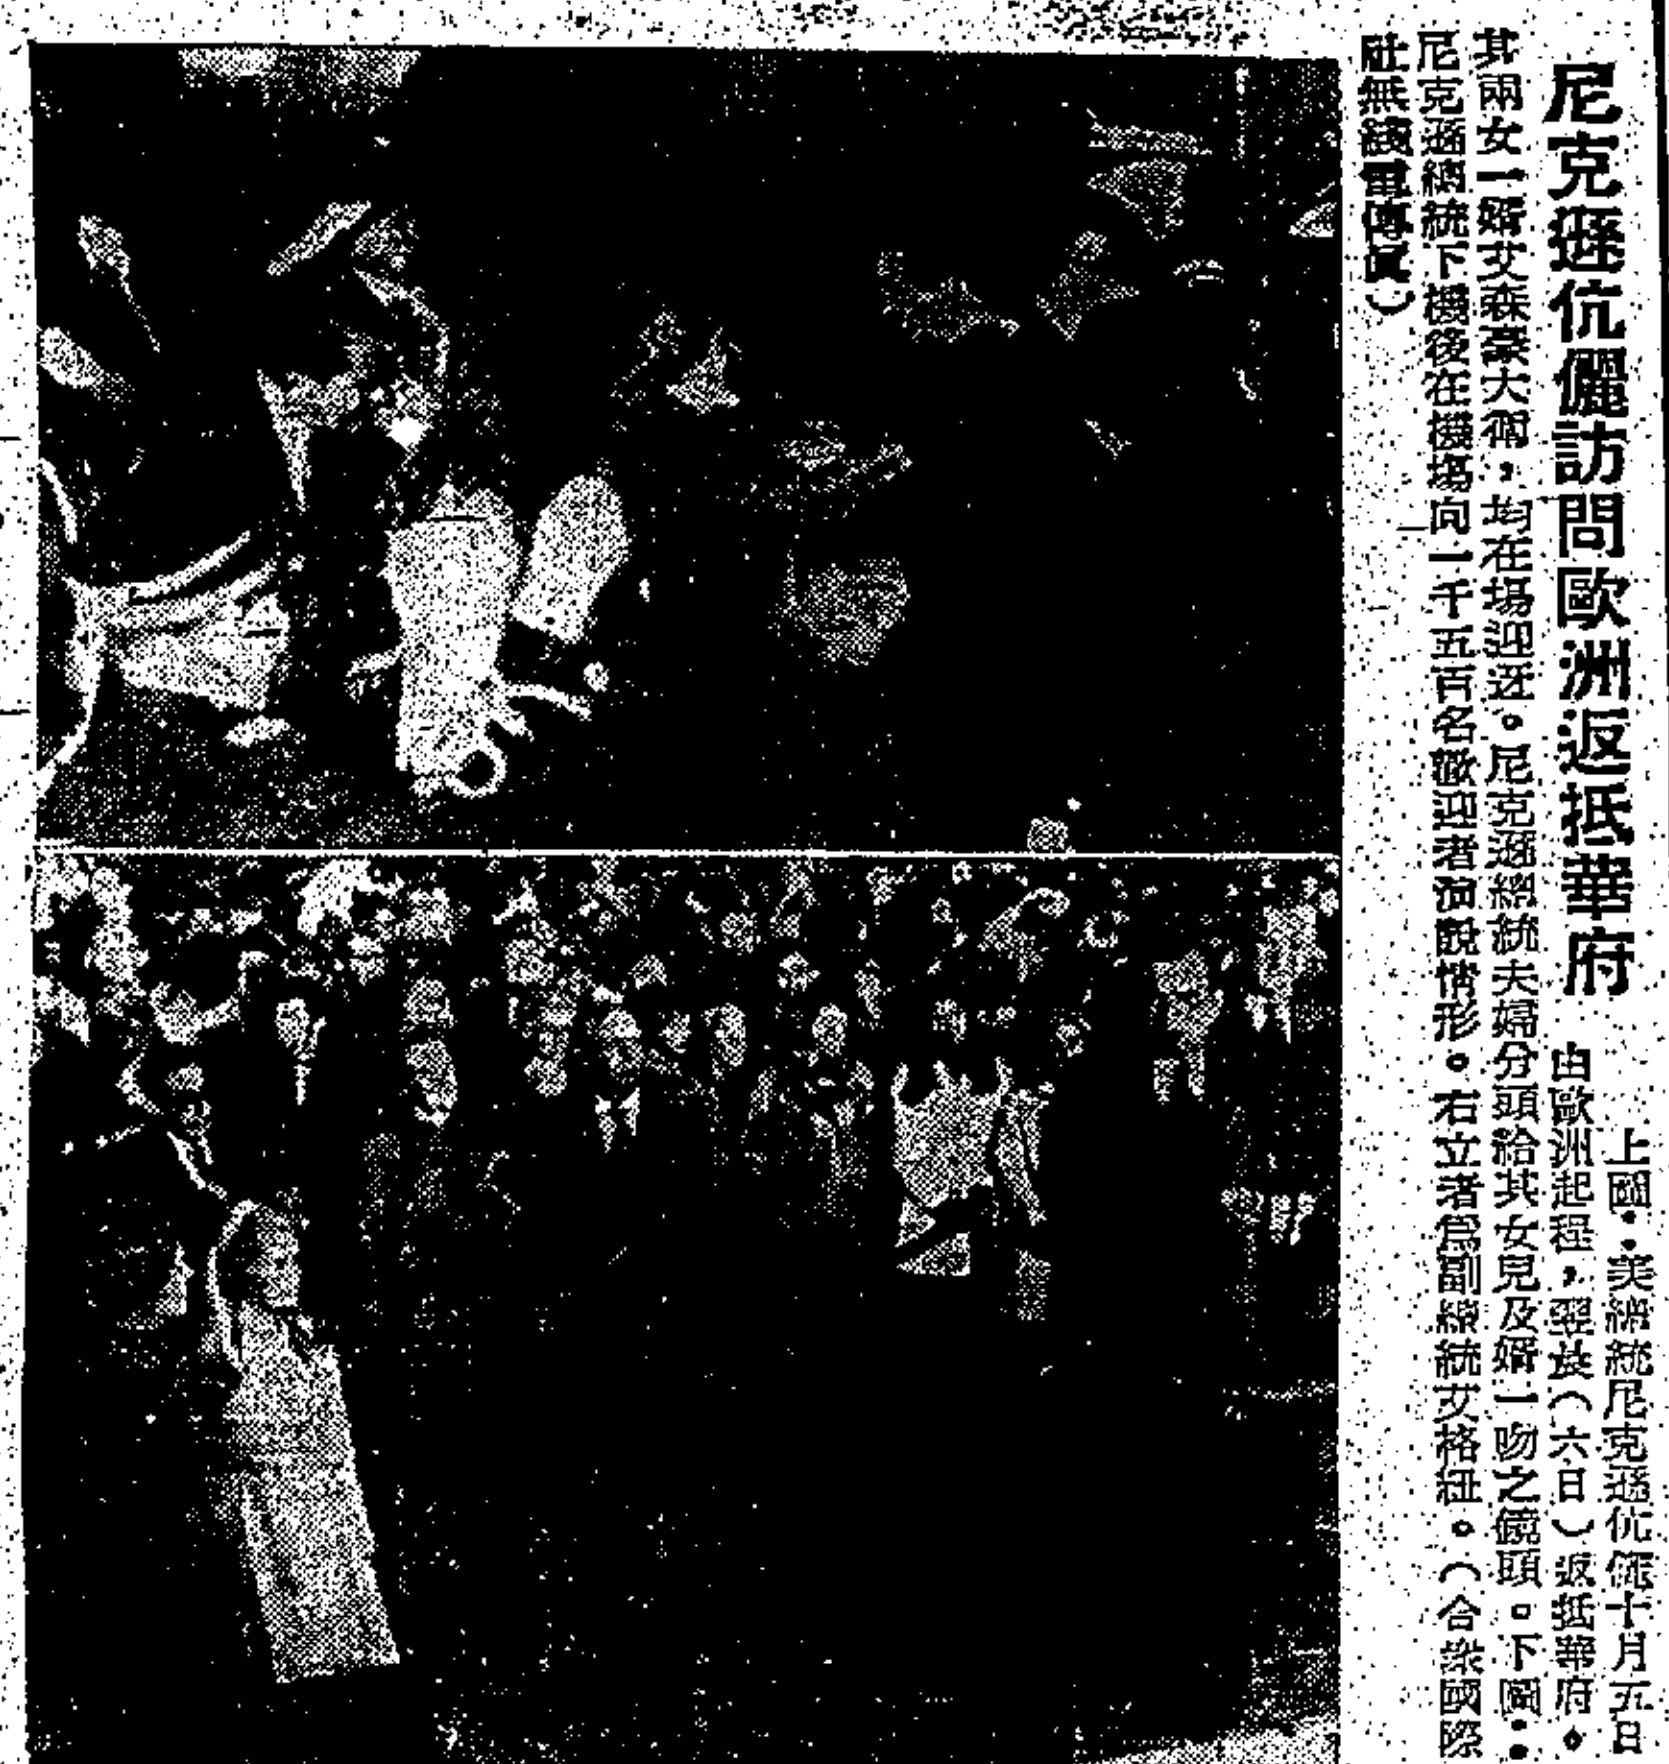 尼克遜伉儷訪問歐洲返抵華府
上圖：美總統尼克遜伉儷十月五日
由歐洲起程，翌於（六日）返抵華府。
其兩女一婿艾森豪大衛，均在場迎迓。尼克遜總統夫婦分頭給其女兒及婿一吻之鏡頭。下圖：
尼克遜總統下機後在機場向一千五百名歡迎者演說情形。右立者為副總統艾格紐。（合衆國際
社無綫電傳眞）